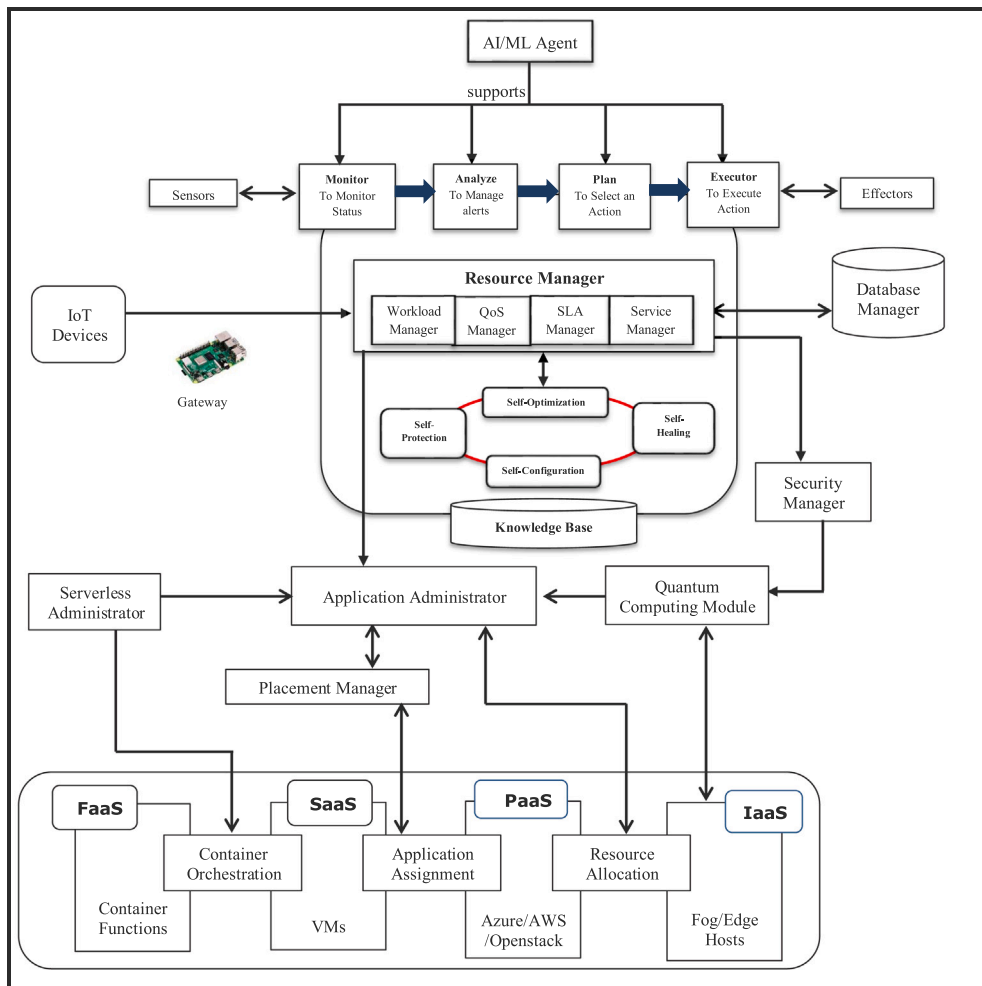 AI/ML Agent
supports
Monitor
To Monitor
Status
Analyze
To Manage
alerts
Plan
To Select an
Action
Executor
To Execute
Action
Sensors
Effectors
Resource Manager
Workload
Manager
QoS
Manager
SLA
Manager
Service
Manager
Database
Manager
IoT
Devices
Gateway
Self-Optimization
Self-
Protection
Self-
Healing
Self-Configuration
Knowledge Base
Security
Manager
Serverless
Administrator
Application Administrator
Quantum
Computing Module
Placement Manager
FaaS
SaaS
PaaS
IaaS
Container
Orchestration
Application
Assignment
Resource
Allocation
Container
Functions
VMs
Azure/AWS
/Openstack
Fog/Edge
Hosts